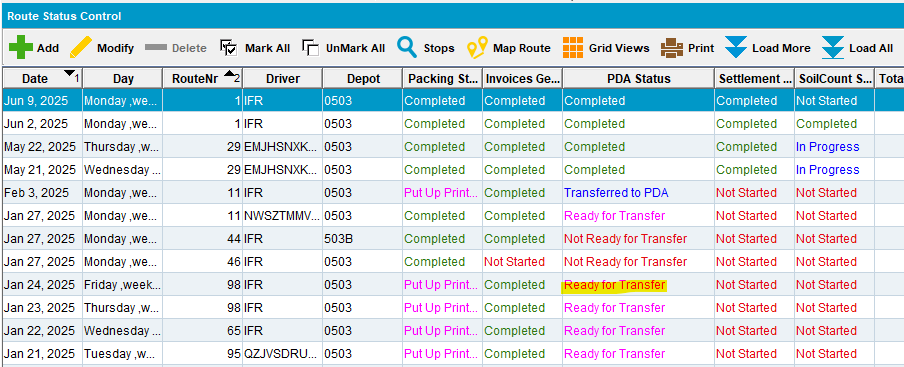 Route Status Control
Add Modify Delete Mark All UnMark All Stops Map Route Grid Views Print Load More Load All
Date 1 Day RouteNr 2 Driver Depot Packing St... Invoices Ge... PDA Status Settlement ... SoilCount S... Tota
Jun 9, 2025 Monday ,we... 1 IFR 0503 Completed Completed Completed Completed Not Started
Jun 2, 2025 Monday ,we... 1 IFR 0503 Completed Completed Completed Completed Completed
May 22, 2025 Thursday ,w... 29 EMJHSNXK... 0503 Completed Completed Completed Completed In Progress
May 21, 2025 Wednesday ... 29 EMJHSNXK... 0503 Completed Completed Completed Completed In Progress
Feb 3, 2025 Monday ,we... 11 IFR 0503 Put Up Print... Completed Transferred to PDA Not Started Not Started
Jan 27, 2025 Monday ,we... 11 NWSZTMMV... 0503 Completed Completed Ready for Transfer Not Started Not Started
Jan 27, 2025 Monday ,we... 44 IFR 503B Completed Completed Not Ready for Transfer Not Started Not Started
Jan 27, 2025 Monday ,we... 46 IFR 0503 Completed Not Started Not Ready for Transfer Not Started Not Started
Jan 24, 2025 Friday ,week... 98 IFR 0503 Put Up Print... Completed Ready for Transfer Not Started Not Started
Jan 23, 2025 Thursday ,w... 98 IFR 0503 Put Up Print... Completed Ready for Transfer Not Started Not Started
Jan 22, 2025 Wednesday ... 65 IFR 0503 Put Up Print... Completed Ready for Transfer Not Started Not Started
Jan 21, 2025 Tuesday ,we... 95 QZJVSDRU... 0503 Put Up Print... Completed Ready for Transfer Not Started Not Started